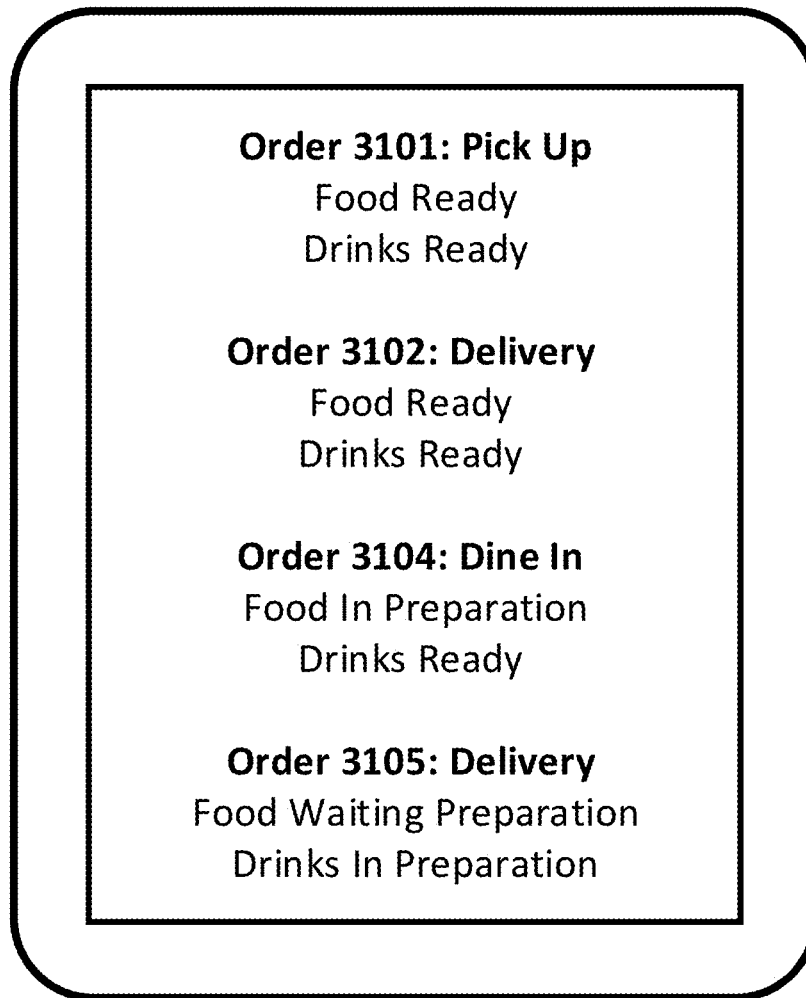 Order 3101: Pick Up
Food Ready
Drinks Ready
Order 3102: Delivery
Food Ready
Drinks Ready
Order 3104: Dine In
Food In Preparation
Drinks Ready
Order 3105: Delivery
Food Waiting Preparation
Drinks In Preparation